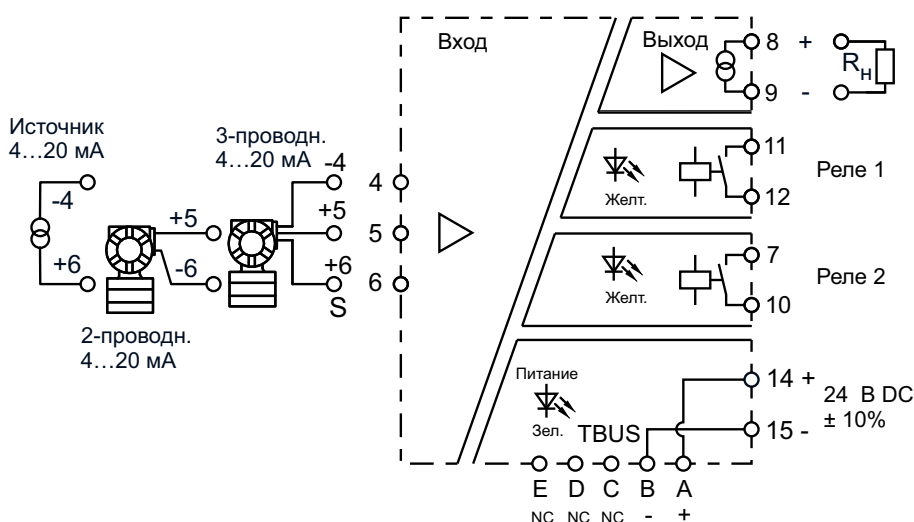 Вход
Выход
8 +
R_H
9 -
Источник
4...20 мА
3-проводн.
4...20 мА
-4
4
11
Реле 1
12
Желт.
-4
+5
+5
5
7
Реле 2
+6
-6
+6
6
S
Желт.
10
2-проводн.
4...20 мА
Питание
14 +
24 В DC
± 10%
Зел.
TBUS
15 -
E D C B A
NC NC NC - +